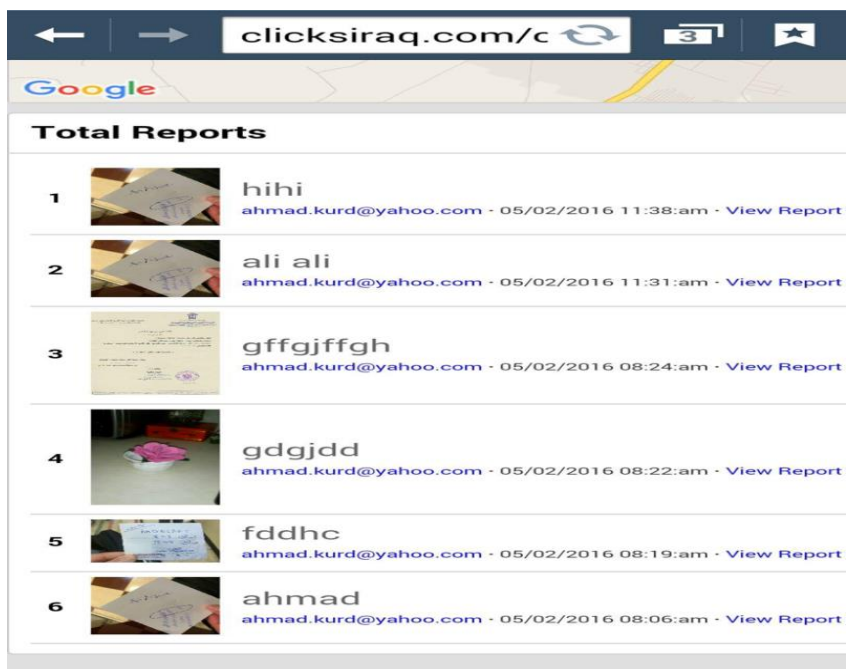 clicksiraq.com/c
3
Google
Total Reports
1
hihi
ahmad.kurd@yahoo.com - 05/02/2016 11:38:am - View Report
2
ali ali
ahmad.kurd@yahoo.com - 05/02/2016 11:31:am - View Report
3
gffgjffgh
ahmad.kurd@yahoo.com - 05/02/2016 08:24:am - View Report
4
gdgjdd
ahmad.kurd@yahoo.com - 05/02/2016 08:22:am - View Report
5
fddhc
ahmad.kurd@yahoo.com - 05/02/2016 08:19:am - View Report
6
ahmad
ahmad.kurd@yahoo.com - 05/02/2016 08:06:am - View Report